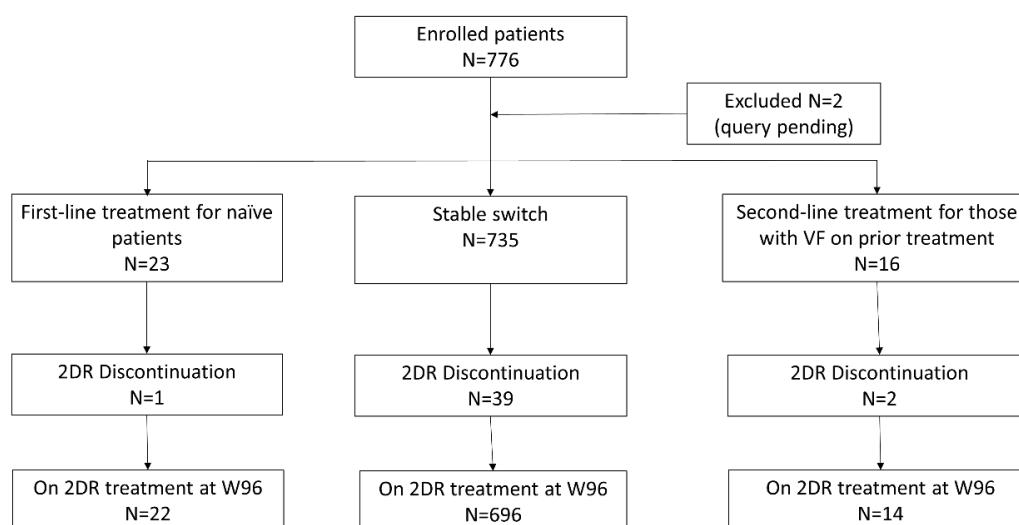 Enrolled patients
N=776
Excluded N=2
(query pending)
First-line treatment for naïve
patients
N=23
Stable switch
N=735
Second-line treatment for those
with VF on prior treatment
N=16
2DR Discontinuation
N=1
2DR Discontinuation
N=39
2DR Discontinuation
N=2
On 2DR treatment at W96
N=22
On 2DR treatment at W96
N=696
On 2DR treatment at W96
N=14